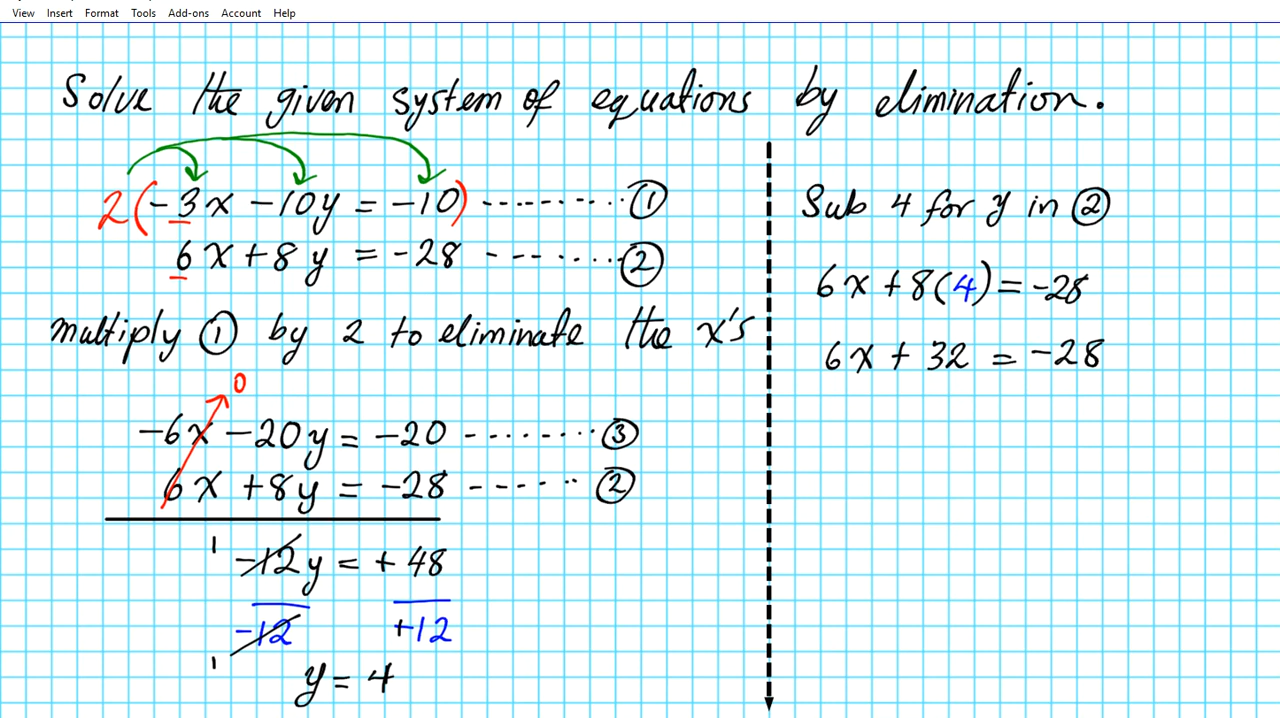 View Insert Format Tools Add-ons Account Help
Solve the given system of equations by elimination.
2(-3x -10y = -10) ---------- ①
6x + 8y = -28 ---------- ②
multiply ① by 2 to eliminate the x's
0
-6x -20y = -20 -------- ③
6x +8y = -28 ------- ②
1 -12y = + 48
-12 +12
1
y = 4
Sub 4 for y in ②
6x + 8(4) = -28
6x + 32 = -28